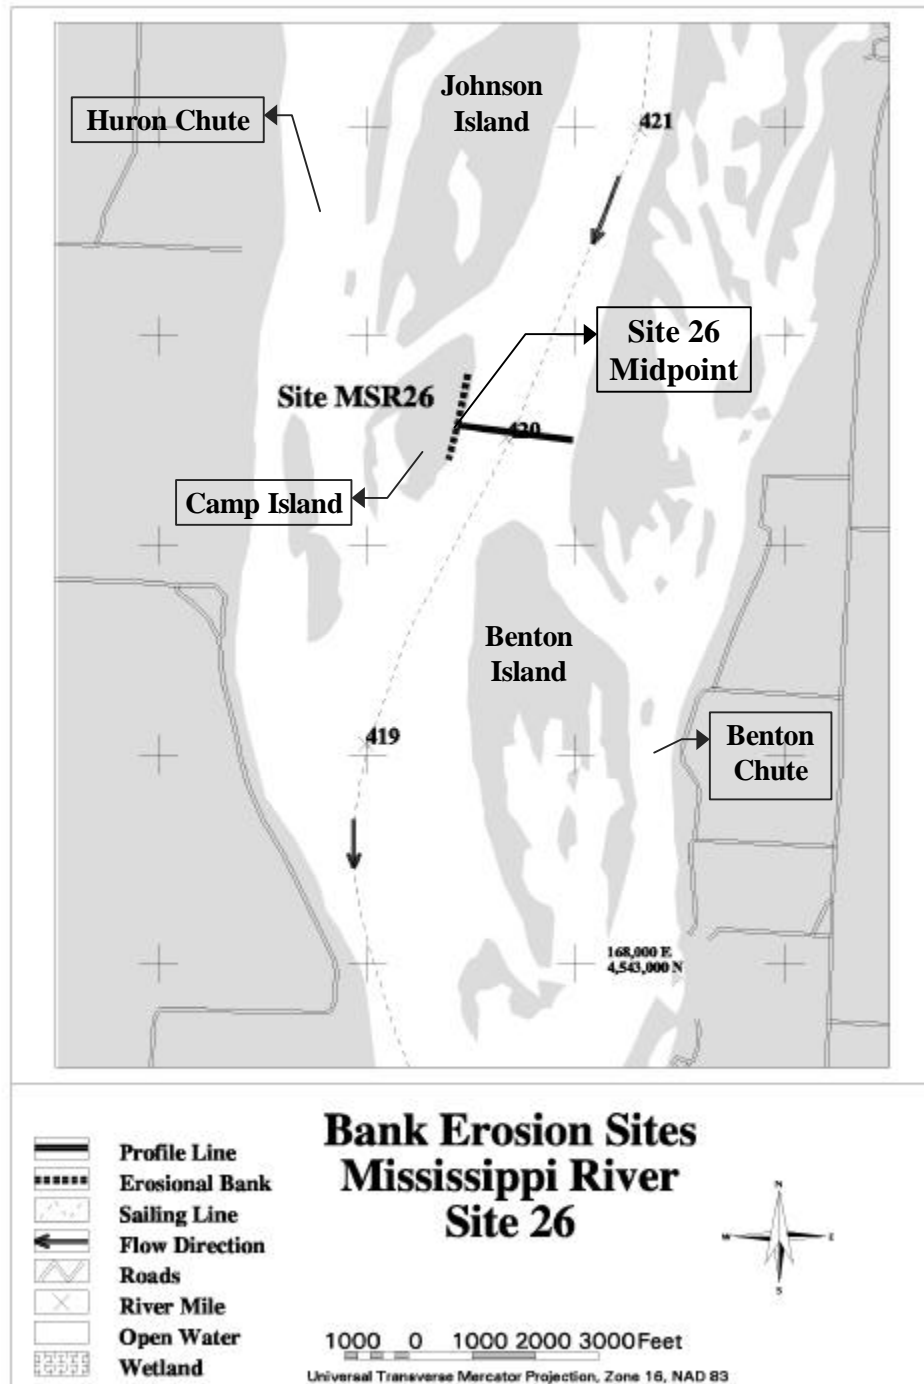 Johnson
Island
Huron Chute
421
Site 26
Midpoint
Site MSR26
420
Camp Island
Benton
Island
419
Benton
Chute
168,000 E
4,543,000 N
Bank Erosion Sites
Mississippi River
Site 26
Profile Line
Erosional Bank
Sailing Line
Flow Direction
Roads
River Mile
Open Water
Wetland
N
W E
S
1000 0 1000 2000 3000 Feet
Universal Transverse Mercator Projection, Zone 16, NAD 83